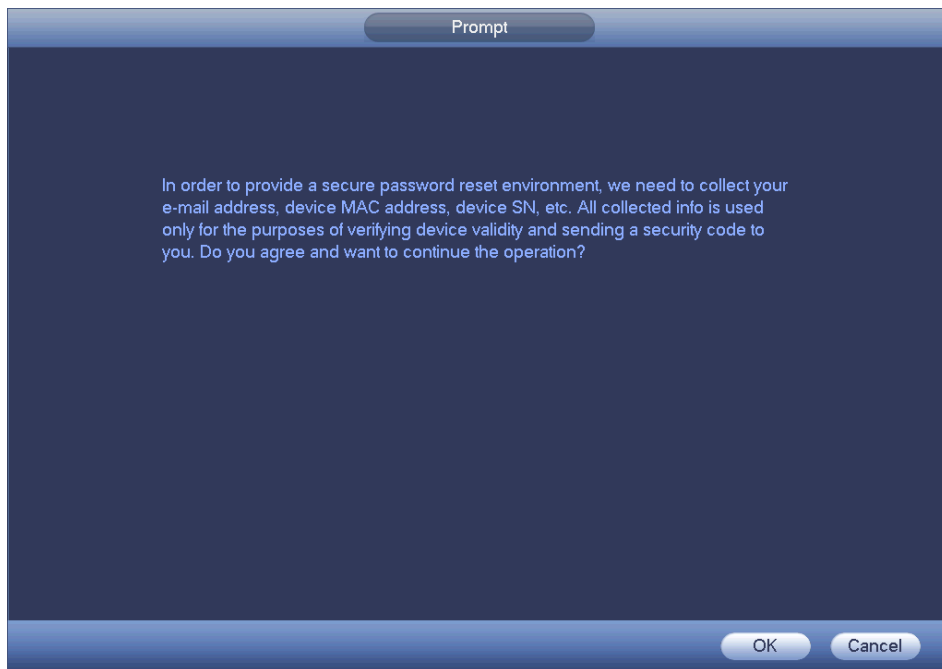 Prompt
In order to provide a secure password reset environment, we need to collect your
e-mail address, device MAC address, device SN, etc. All collected info is used
only for the purposes of verifying device validity and sending a security code to
you. Do you agree and want to continue the operation?
OK
Cancel